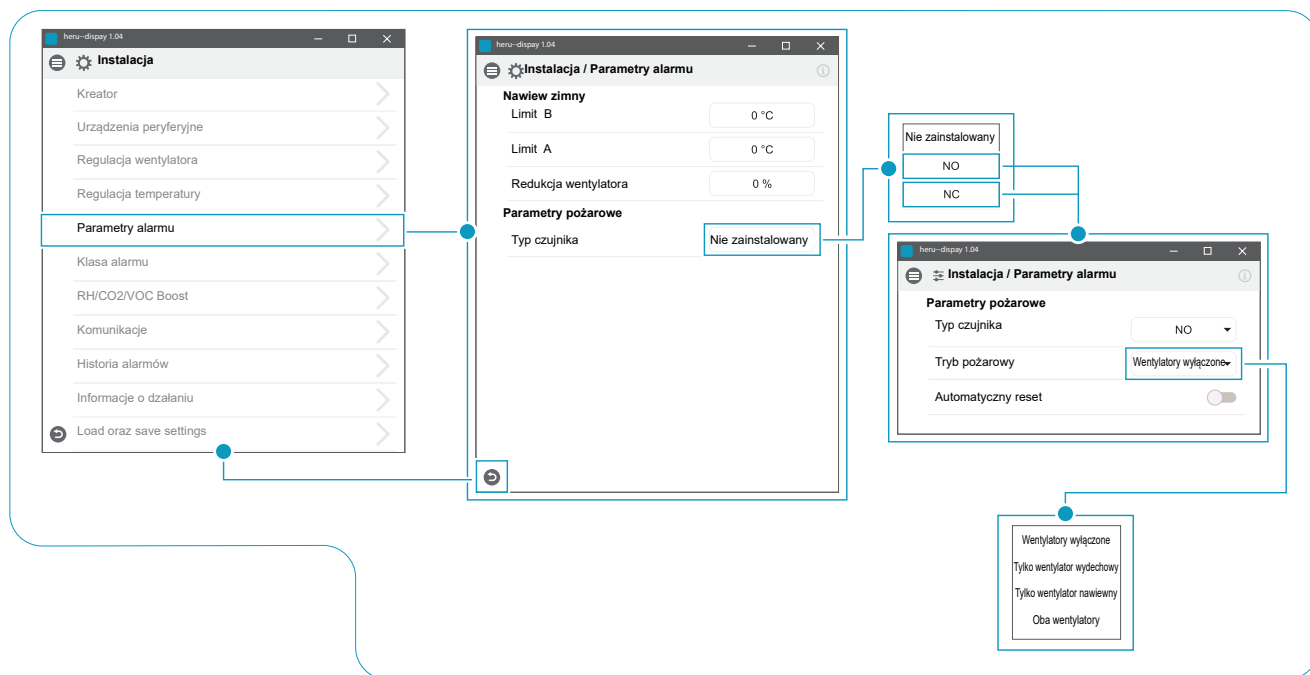 heru--dispay 1.04
Instalacja
Kreator
Urządzenia peryferyjne
Regulacja wentylatora
Regulacja temperatury
Parametry alarmu
Klasa alarmu
RH/CO2/VOC Boost
Komunikacje
Historia alarmów
Informacje o dzałaniu
Load oraz save settings
heru--dispay 1.04
Instalacja / Parametry alarmu
Nawiew zimny
Limit B 0 °C
Limit A 0 °C
Redukcja wentylatora 0 %
Parametry pożarowe
Typ czujnika Nie zainstalowany
Nie zainstalowany
NO
NC
heru--dispay 1.04
Instalacja / Parametry alarmu
Parametry pożarowe
Typ czujnika NO
Tryb pożarowy Wentylatory wyłączone
Automatyczny reset
Wentylatory wyłączone
Tylko wentylator wydechowy
Tylko wentylator nawiewny
Oba wentylatory